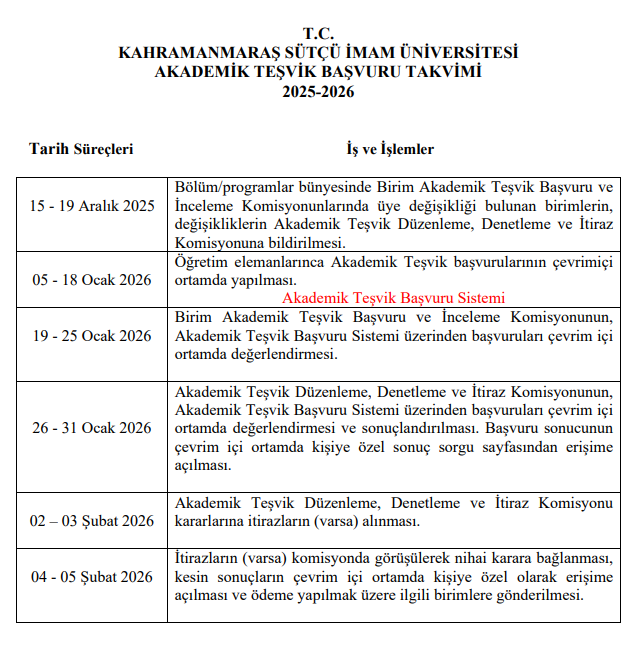 T.C.
KAHRAMANMARAŞ SÜTÇÜ İMAM ÜNİVERSİTESİ
AKADEMİK TEŞVİK BAŞVURU TAKVİMİ
2025-2026
Tarih Süreçleri
İş ve İşlemler
15 - 19 Aralık 2025
Bölüm/programlar bünyesinde Birim Akademik Teşvik Başvuru ve
İnceleme Komisyonunlarında üye değişikliği bulunan birimlerin,
değişikliklerin Akademik Teşvik Düzenleme, Denetleme ve İtiraz
Komisyonuna bildirilmesi.
05 - 18 Ocak 2026
Öğretim elemanlarınca Akademik Teşvik başvurularının çevrimiçi
ortamda yapılması.
Akademik Teşvik Başvuru Sistemi
19 - 25 Ocak 2026
Birim Akademik Teşvik Başvuru ve İnceleme Komisyonunun,
Akademik Teşvik Başvuru Sistemi üzerinden başvuruları çevrim içi
ortamda değerlendirmesi.
26 - 31 Ocak 2026
Akademik Teşvik Düzenleme, Denetleme ve İtiraz Komisyonunun,
Akademik Teşvik Başvuru Sistemi üzerinden başvuruları çevrim içi
ortamda değerlendirmesi ve sonuçlandırılması. Başvuru sonucunun
çevrim içi ortamda kişiye özel sonuç sorgu sayfasından erişime
açılması.
02 – 03 Şubat 2026
Akademik Teşvik Düzenleme, Denetleme ve İtiraz Komisyonu
kararlarına itirazların (varsa) alınması.
04 - 05 Şubat 2026
İtirazların (varsa) komisyonda görüşülerek nihai karara bağlanması,
kesin sonuçların çevrim içi ortamda kişiye özel olarak erişime
açılması ve ödeme yapılmak üzere ilgili birimlere gönderilmesi.